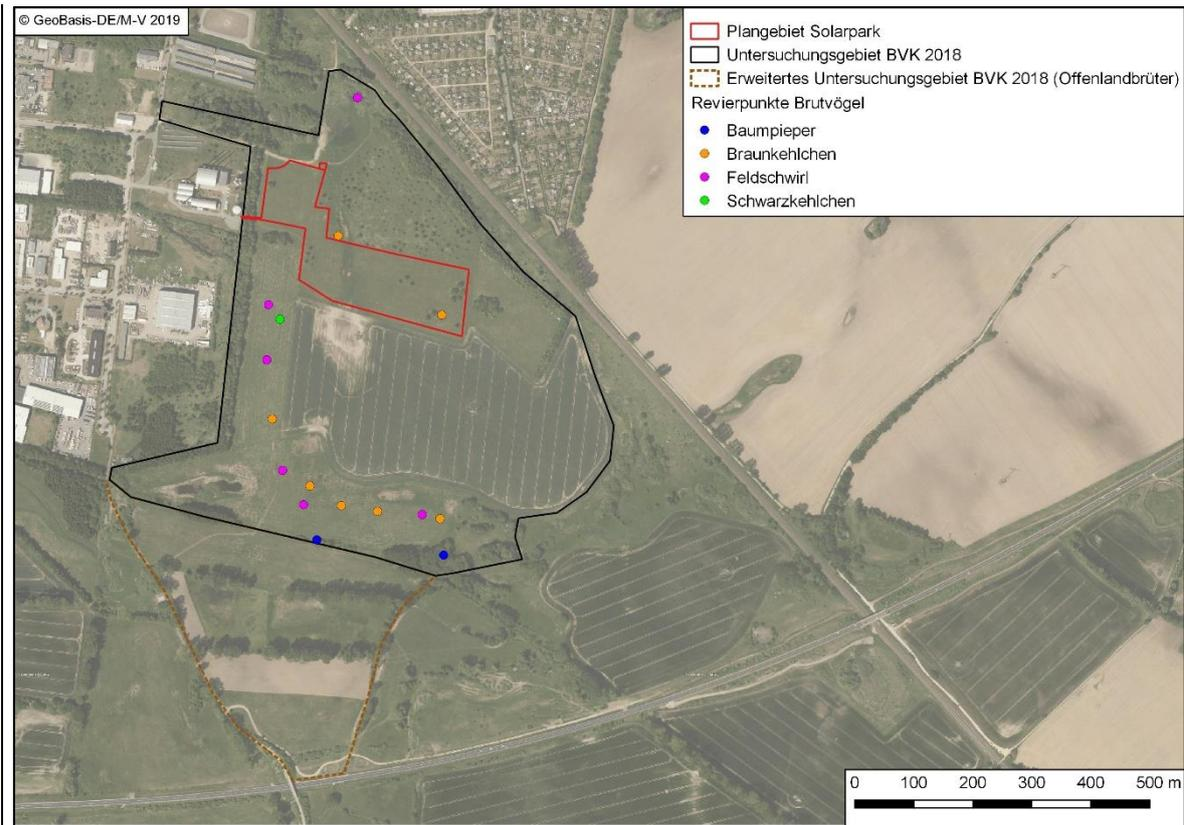 © GeoBasis-DE/M-V 2019
Plangebiet Solarpark
Untersuchungsgebiet BVK 2018
Erweitertes Untersuchungsgebiet BVK 2018 (Offenlandbrüter)
Revierpunkte Brutvögel
Baumpieper
Braunkehlchen
Feldschwirl
Schwarzkehlchen
0 100 200 300 400 500 m